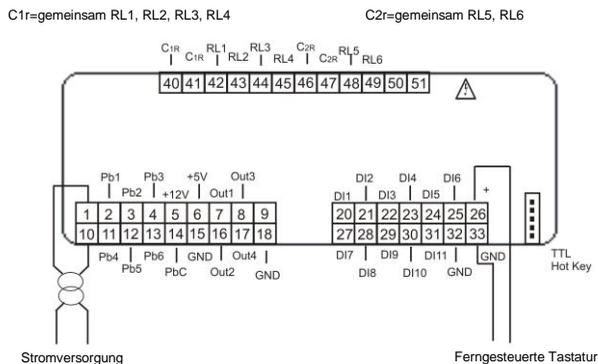 C1r=gemeinsam RL1, RL2, RL3, RL4 C2r=gemeinsam RL5, RL6
C1R RL1 RL3 C2R RL5
C1R RL2 RL4 C2R RL6
40 41 42 43 44 45 46 47 48 49 50 51
Pb1 Pb3 +5V Out3
Pb2 +12V Out1
DI2 DI4 DI6
DI1 DI3 DI5 +
1 2 3 4 5 6 7 8 9
20 21 22 23 24 25 26
10 11 12 13 14 15 16 17 18
27 28 29 30 31 32 33
Pb4 Pb6 GND Out4
Pb5 PbC Out2 GND
DI7 DI9 DI11 GND
DI8 DI10 GND
TTL
Hot Key
Stromversorgung Ferngesteuerte Tastatur